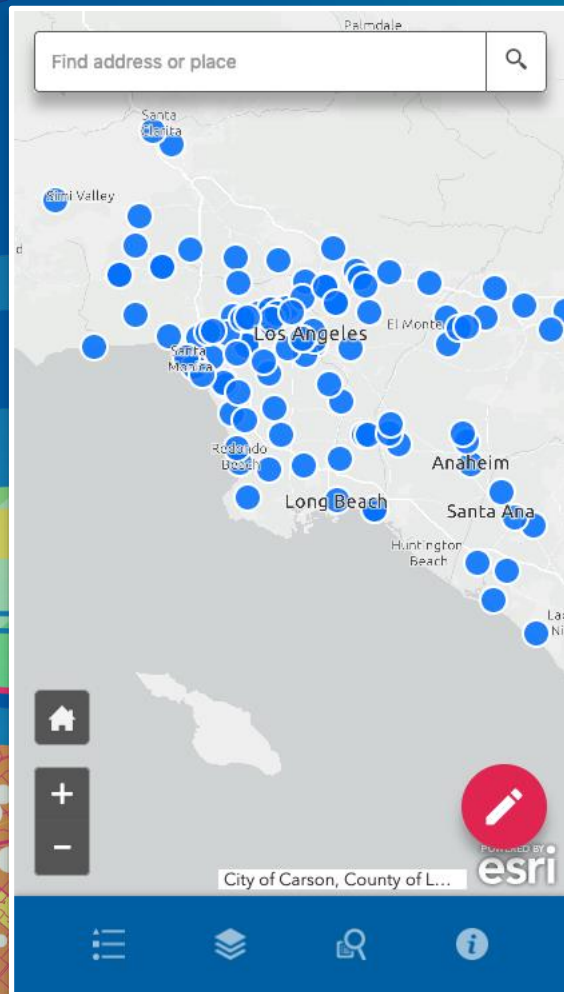 Palmdale
Find address or place
Santa
Clarita
Simi Valley
Los Angeles
El Monte
Santa
Monica
Redondo
Beach
Anaheim
Long Beach
Santa Ana
Huntington
Beach
POWERED BY
esri
City of Carson, County of L...